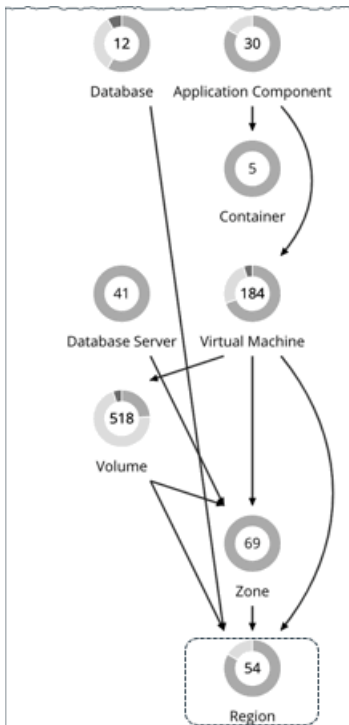 12
30
Database
Application Component
5
Container
41
184
Database Server
Virtual Machine
518
Volume
69
Zone
54
Region